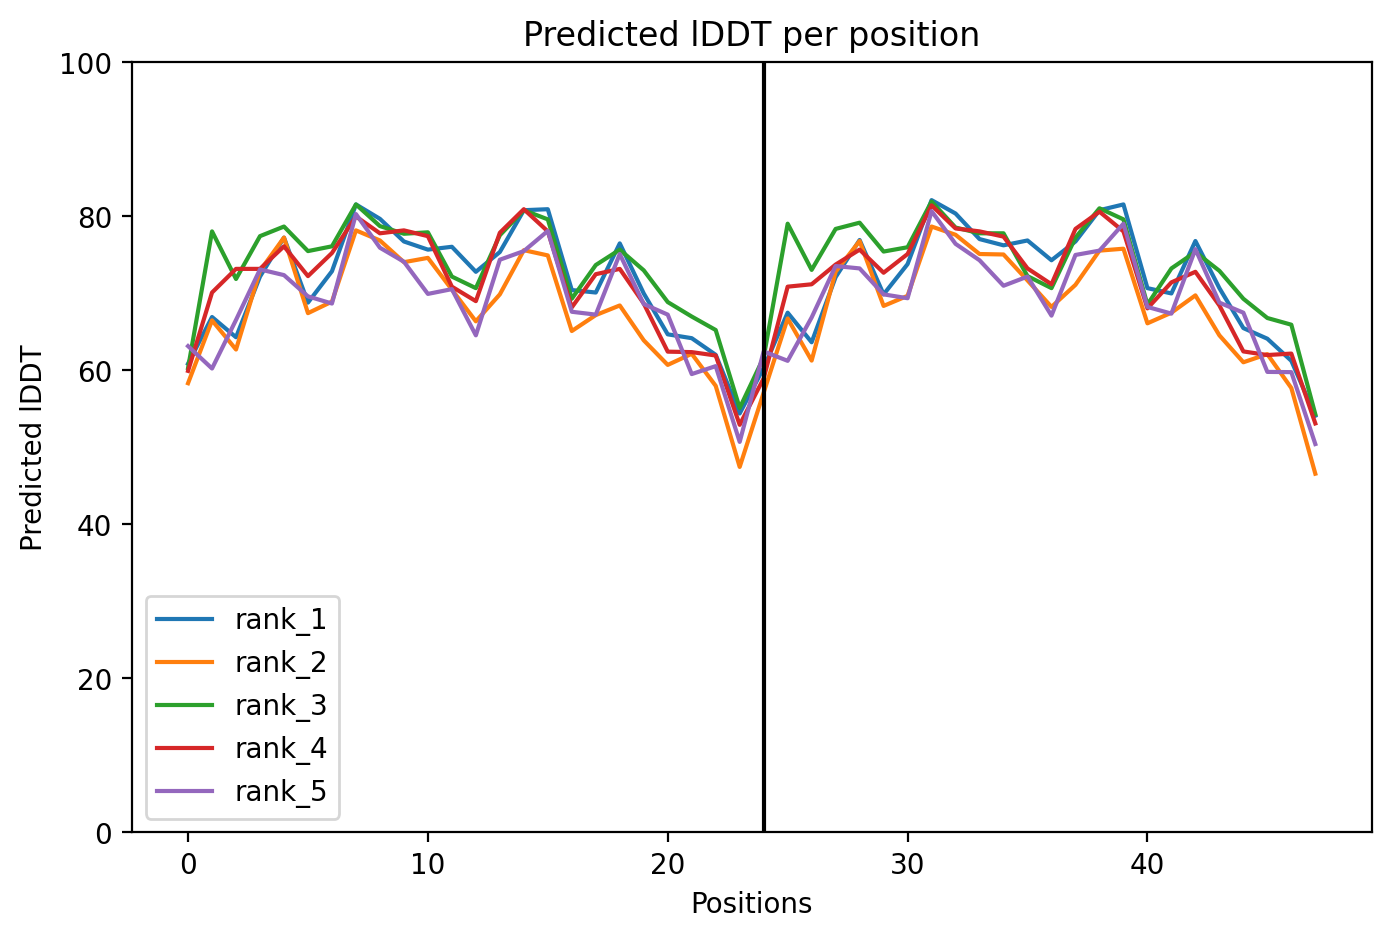 Predicted lDDT per position
100
80
60
40
20
0
Predicted lDDT
rank_1
rank_2
rank_3
rank_4
rank_5
0 10 20 30 40
Positions